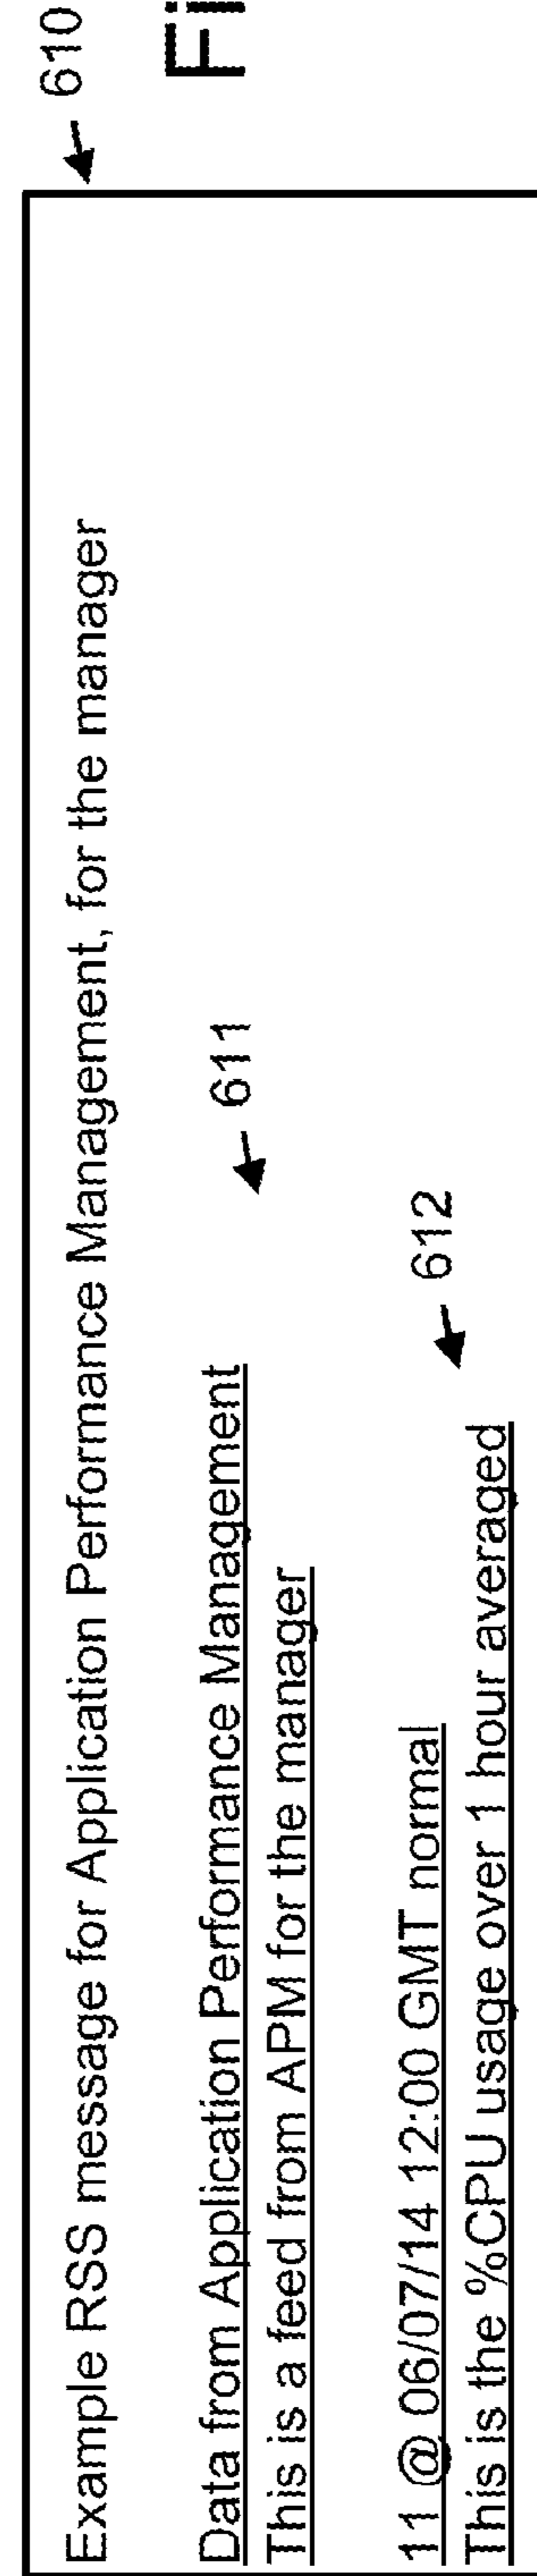 610
Example RSS message for Application Performance Management, for the manager
611
Data from Application Performance Management
This is a feed from APM for the manager
612
11 @ 06/07/14 12:00 GMT normal
This is the %CPU usage over 1 hour averaged